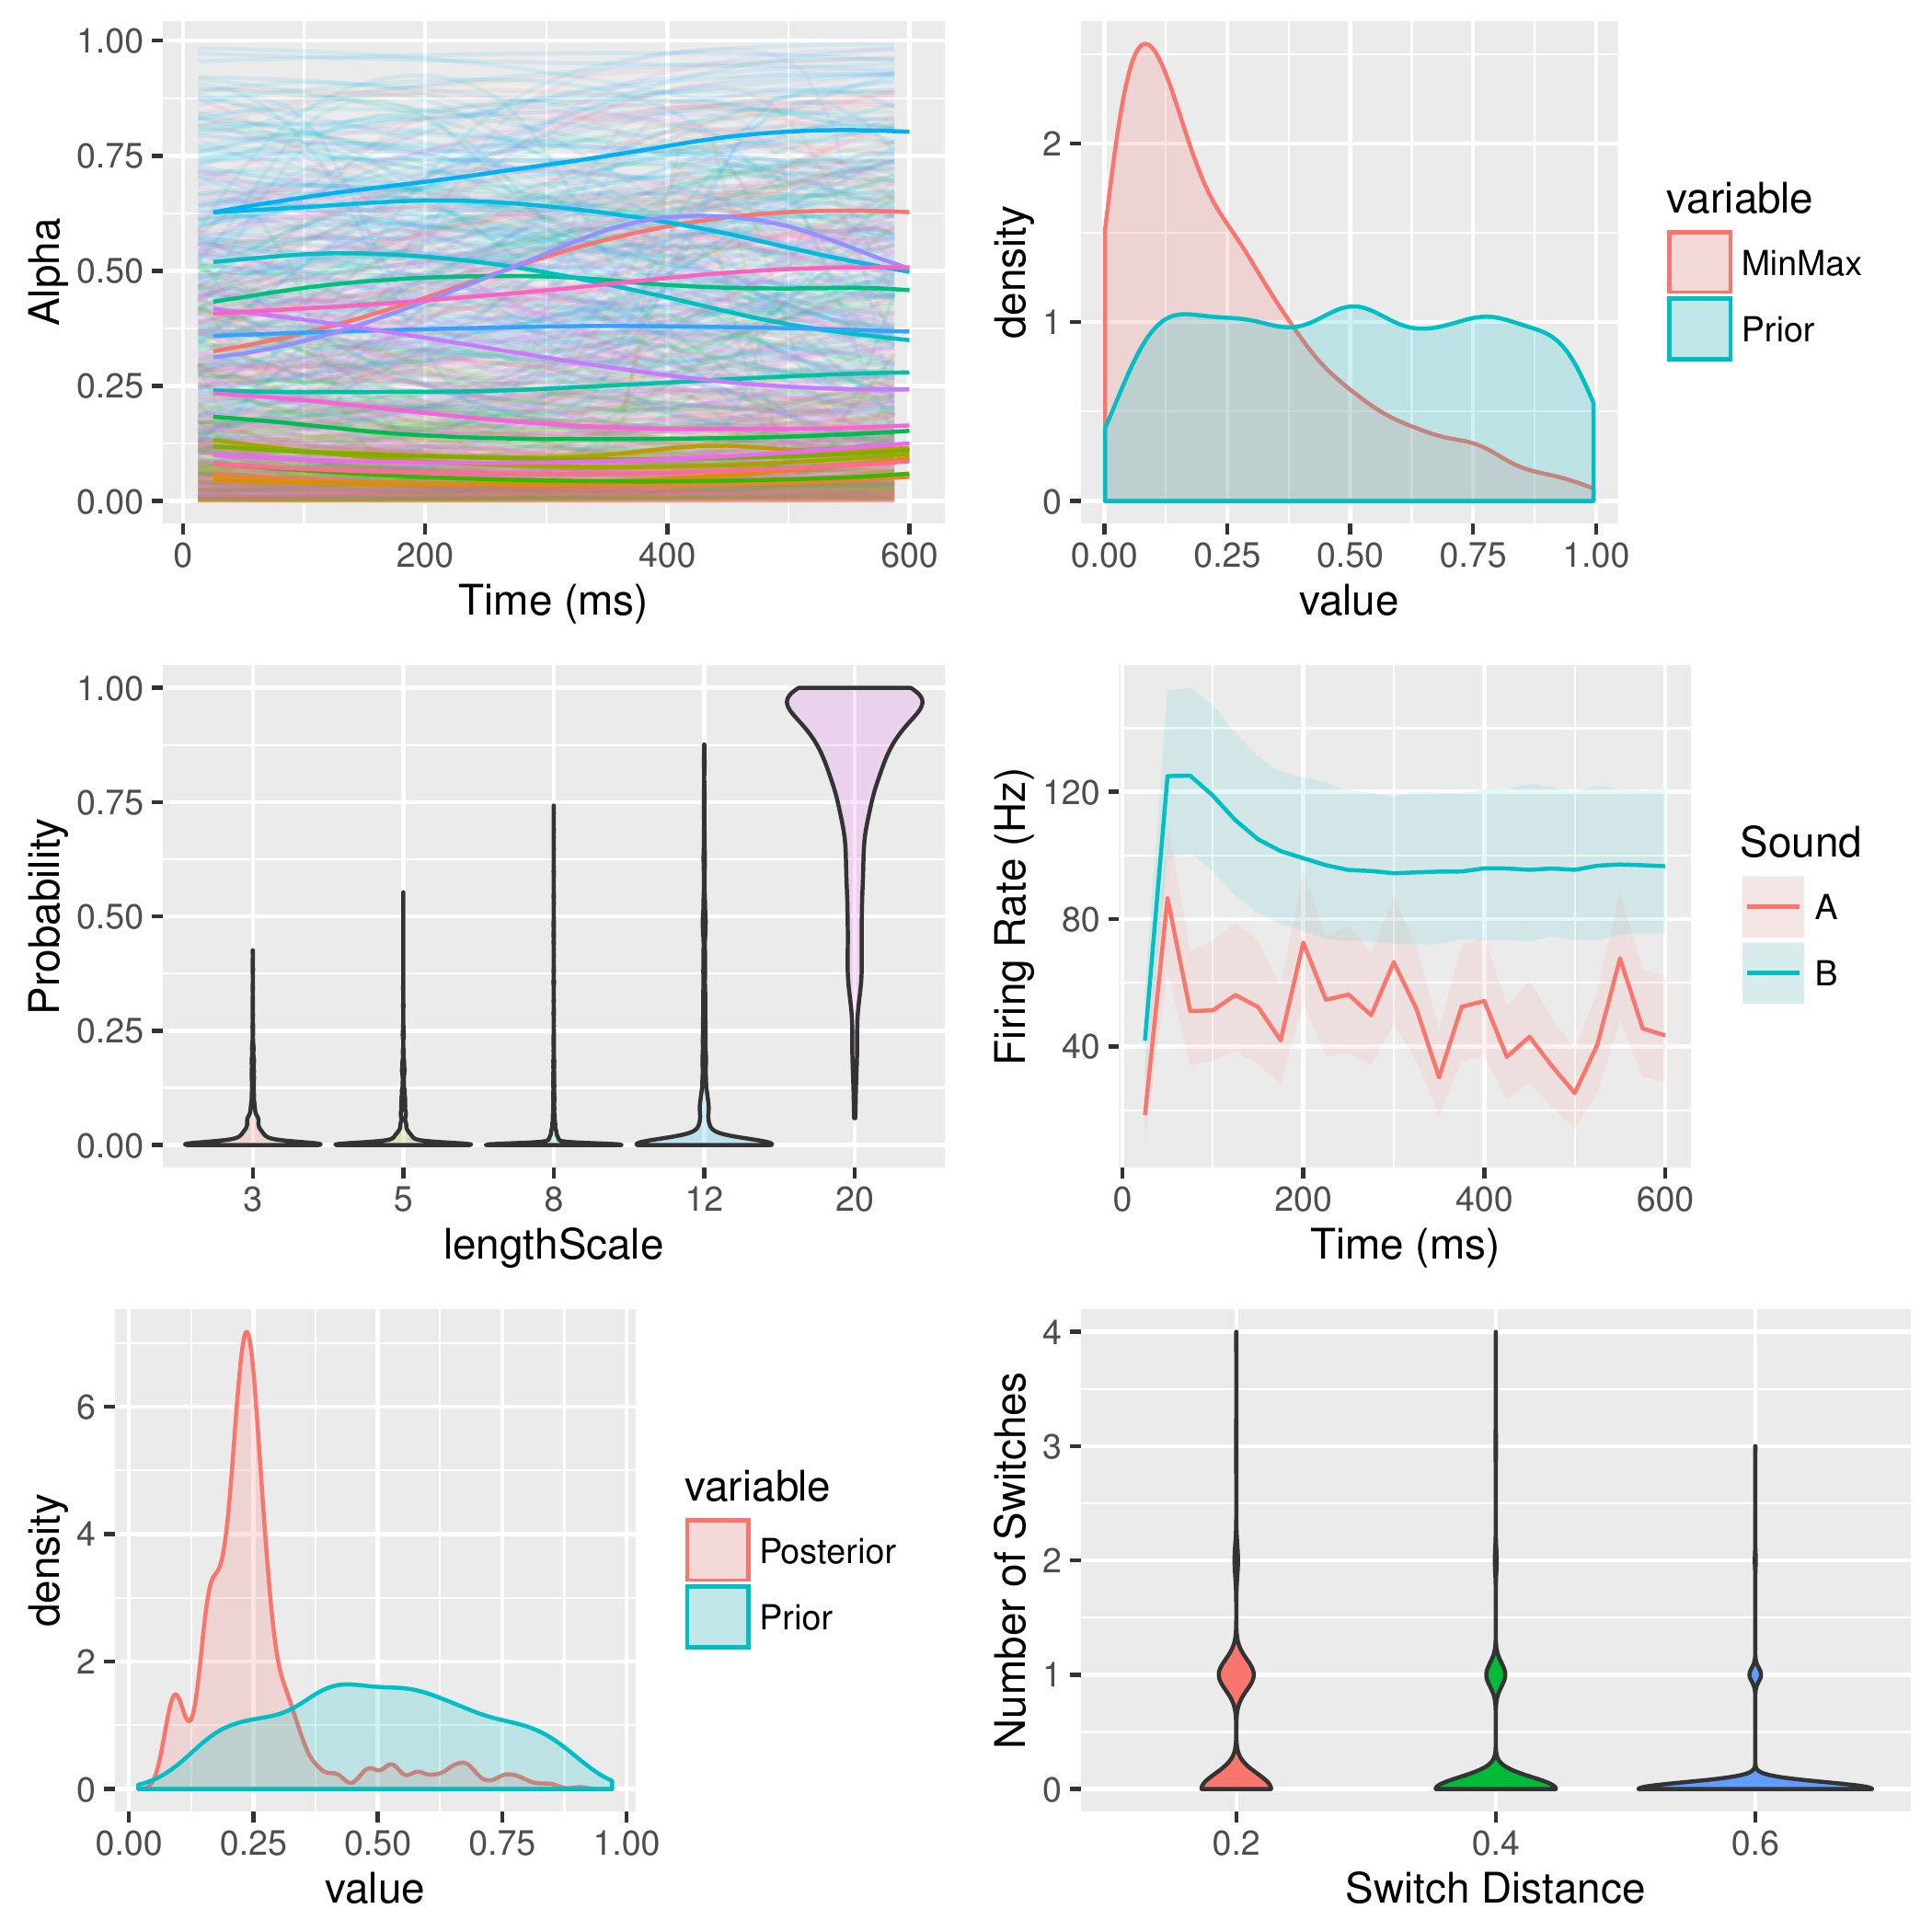 1.00
0.75
0.50
0.25
0.00
Alpha
0
200
400
600
Time (ms)
2
1
0
density
0.00
0.25
0.50
0.75
1.00
value
variable
MinMax
Prior
1.00
0.75
0.50
0.25
0.00
Probability
3
5
8
12
20
lengthScale
120
80
40
Firing Rate (Hz)
0
200
400
600
Time (ms)
Sound
A
B
6
4
2
0
density
0.00
0.25
0.50
0.75
1.00
value
variable
Posterior
Prior
4
3
2
1
0
Number of Switches
0.2
0.4
0.6
Switch Distance